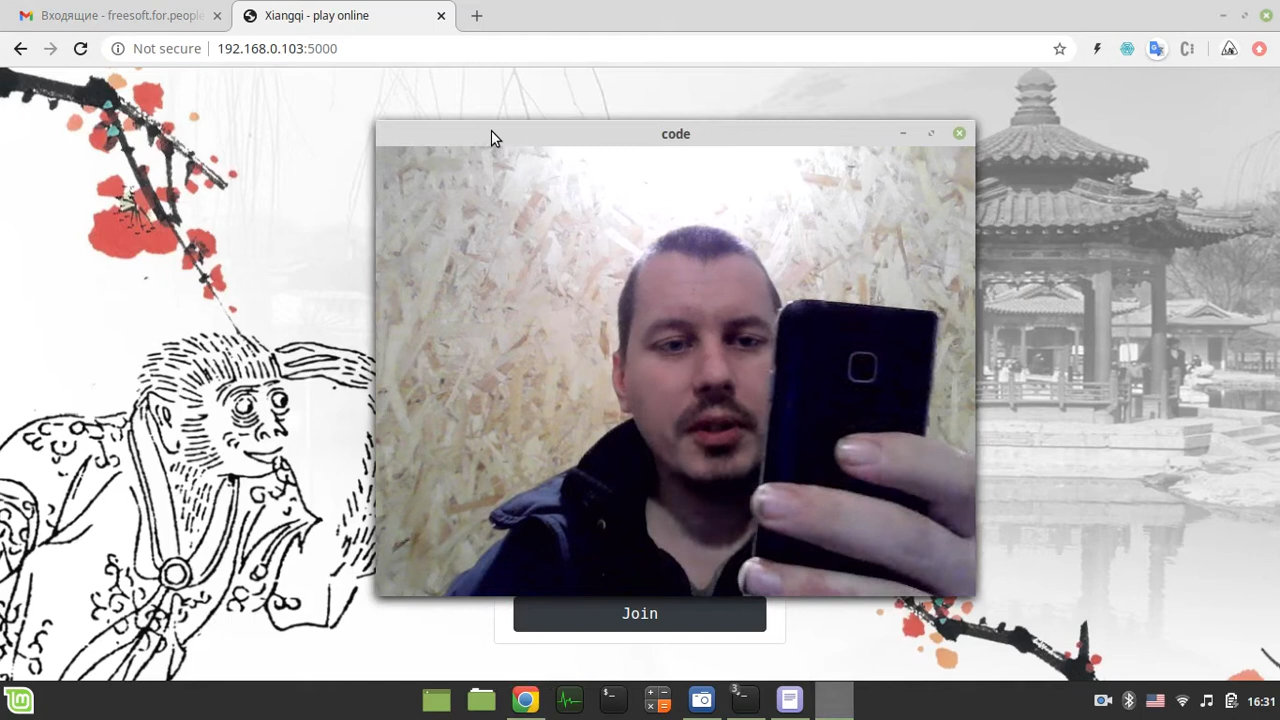 Входящие - freesoft.for.people
Xiangqi - play online
Not secure
192.168.0.103:5000
code
Join
16:31